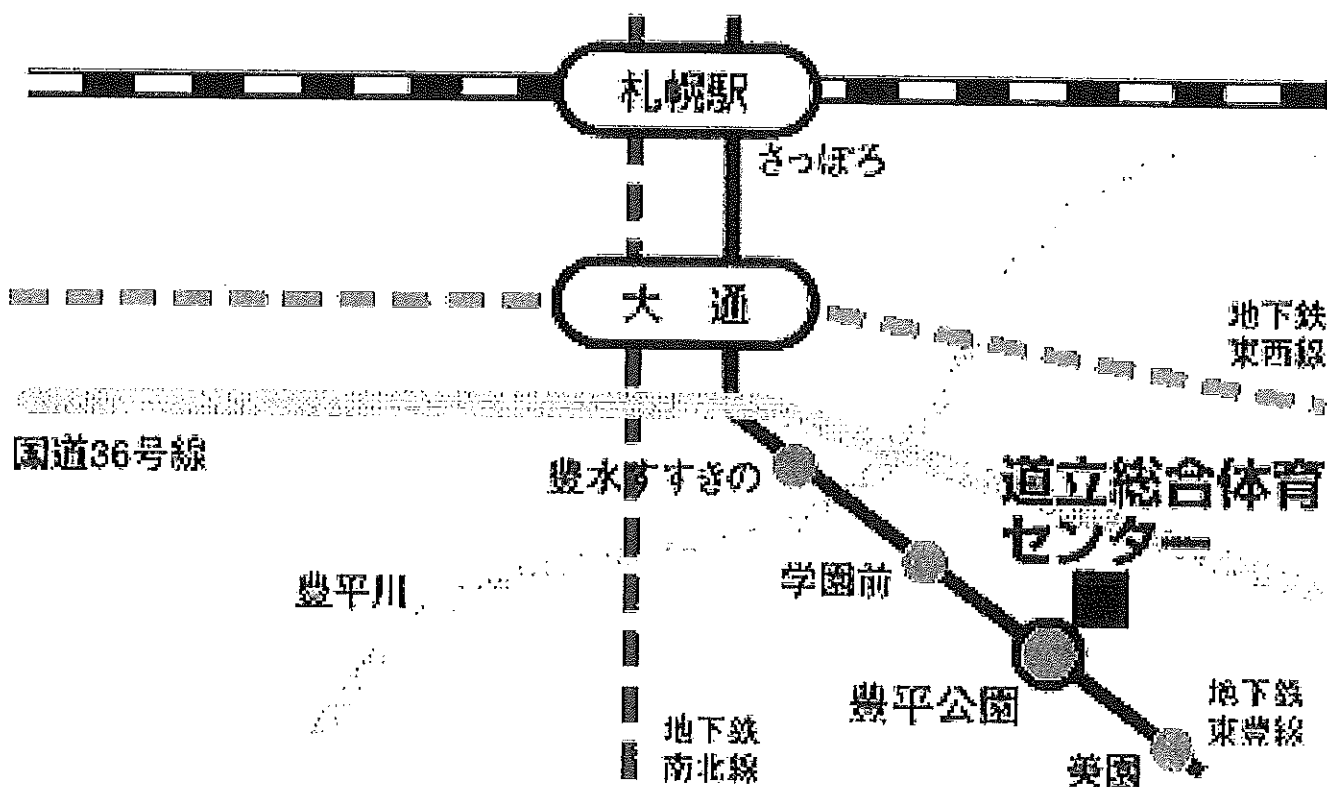 札幌駅
さっぽろ
大通
地下鉄
東西線
国道36号線
豊水すすきの
道立総合体育
センター
学園前
豊平川
豊平公園
地下鉄
東豊線
地下鉄
南北線
美園